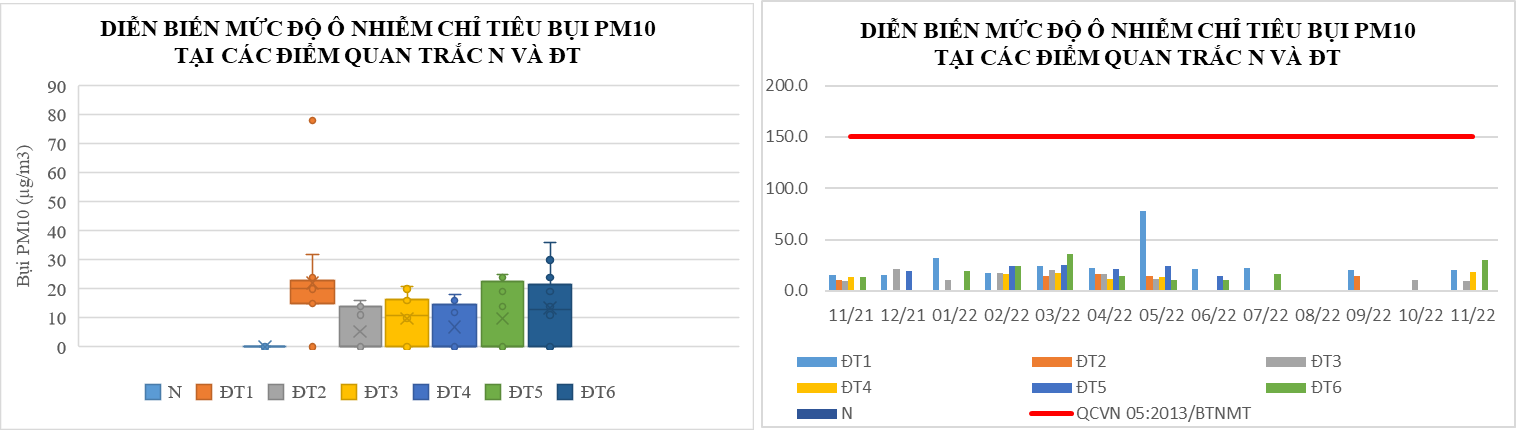 DIỄN BIẾN MỨC ĐỘ Ô NHIỄM CHỈ TIÊU BỤI PM10
TẠI CÁC ĐIỂM QUAN TRẮC N VÀ ĐT
90
80
70
60
50
40
30
20
10
0
Bụi PM10 (µg/m3)
N ĐT1 ĐT2 ĐT3 ĐT4 ĐT5 ĐT6
DIỄN BIẾN MỨC ĐỘ Ô NHIỄM CHỈ TIÊU BỤI PM10
TẠI CÁC ĐIỂM QUAN TRẮC N VÀ ĐT
200.0
150.0
100.0
50.0
0.0
11/21 12/21 01/22 02/22 03/22 04/22 05/22 06/22 07/22 08/22 09/22 10/22 11/22
ĐT1 ĐT2 ĐT3
ĐT4 ĐT5 ĐT6
N QCVN 05:2013/BTNMT